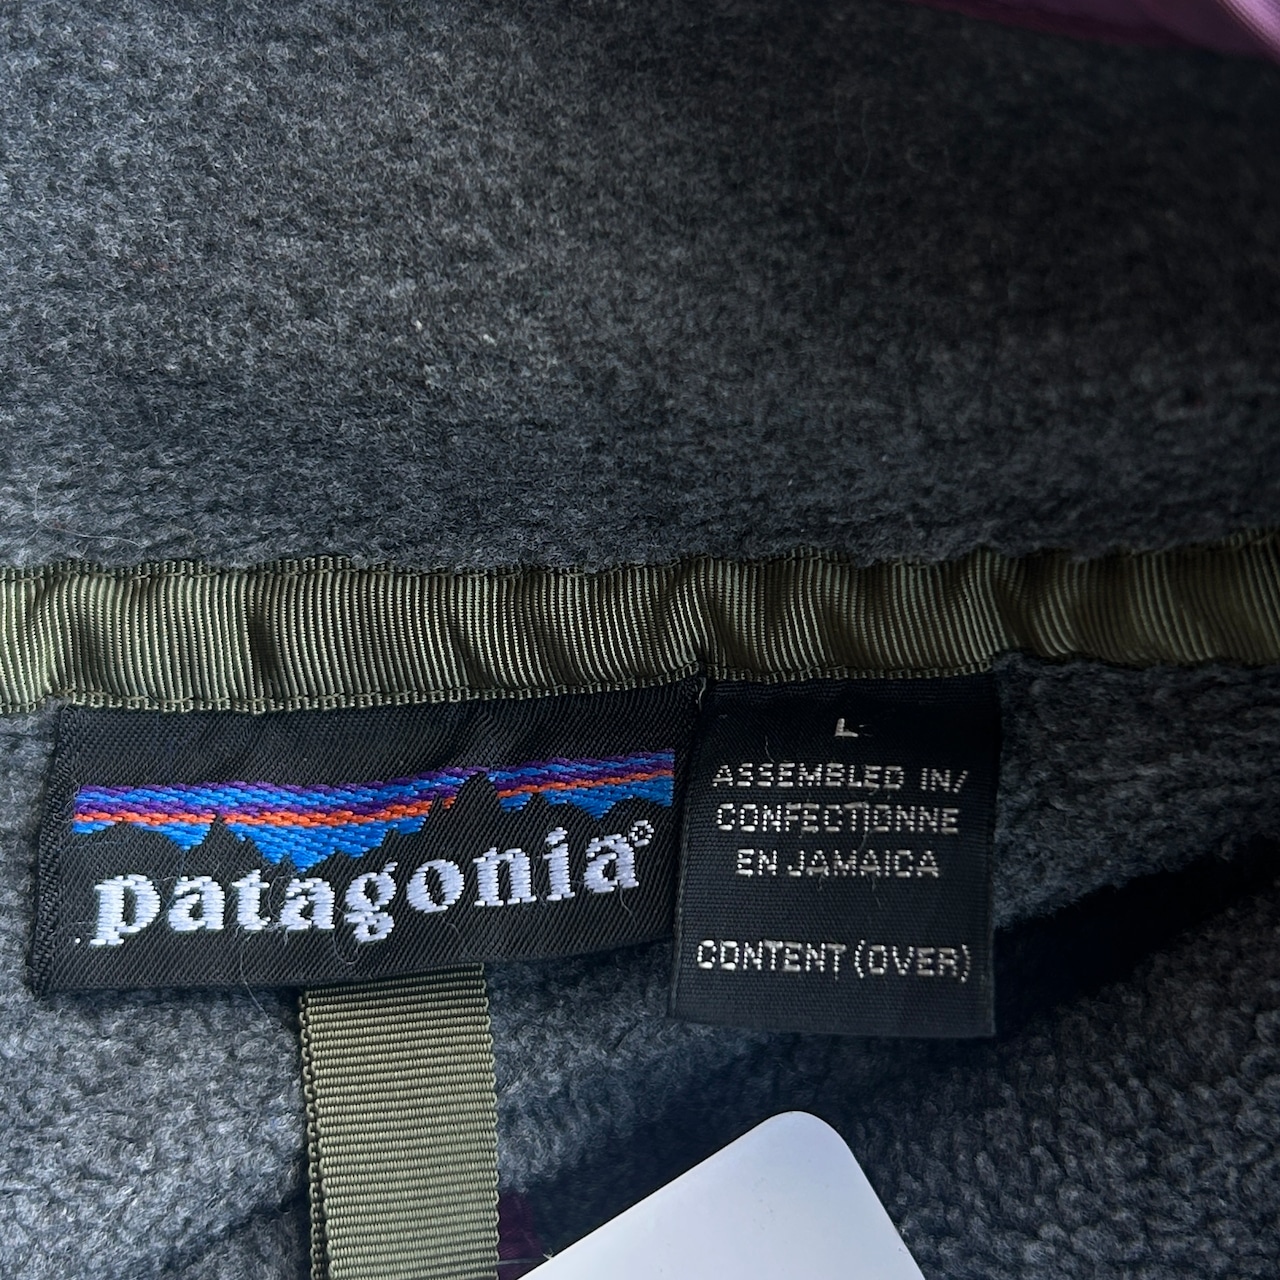 patagonia®
L
ASSEMBLED IN/
CONFECTIONNE
EN JAMAICA
CONTENT (OVER)